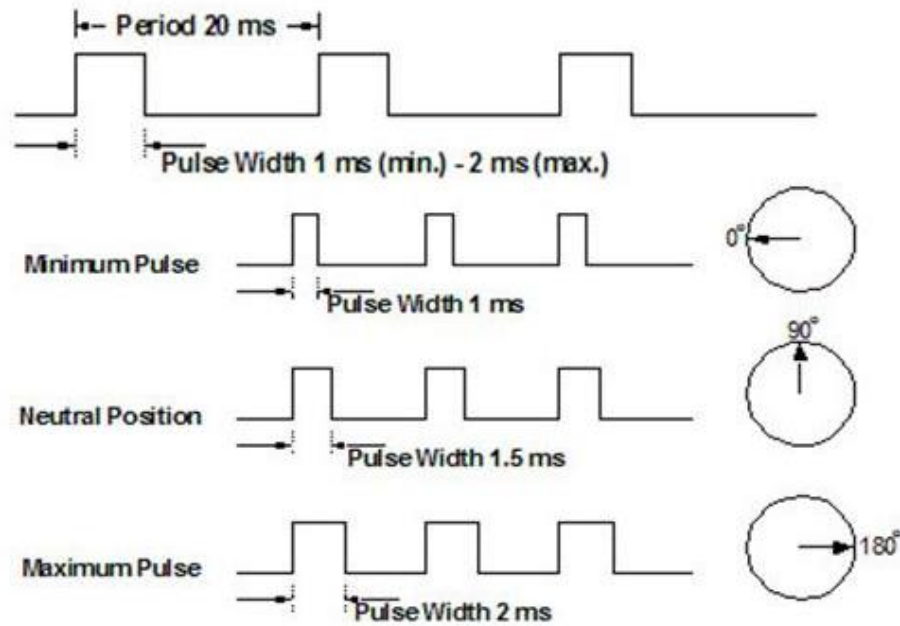 Period 20 ms
Pulse Width 1 ms (min.) - 2 ms (max.)
Minimum Pulse
0°
Pulse Width 1 ms
90°
Neutral Position
Pulse Width 1.5 ms
Maximum Pulse
180°
Pulse Width 2 ms